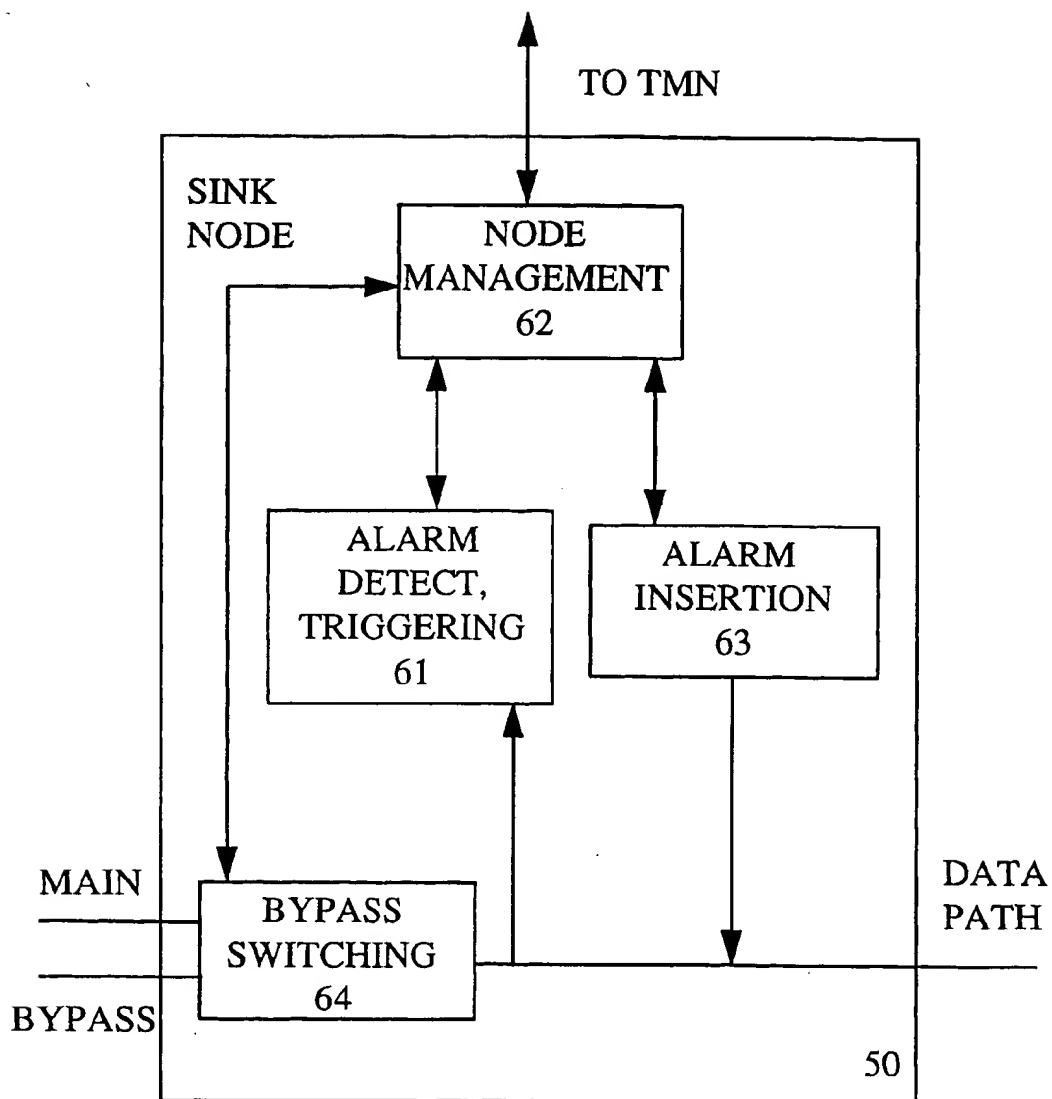 TO TMN
SINK
NODE
NODE
MANAGEMENT
62
ALARM
DETECT,
TRIGGERING
61
ALARM
INSERTION
63
MAIN
BYPASS
SWITCHING
64
DATA
PATH
BYPASS
50